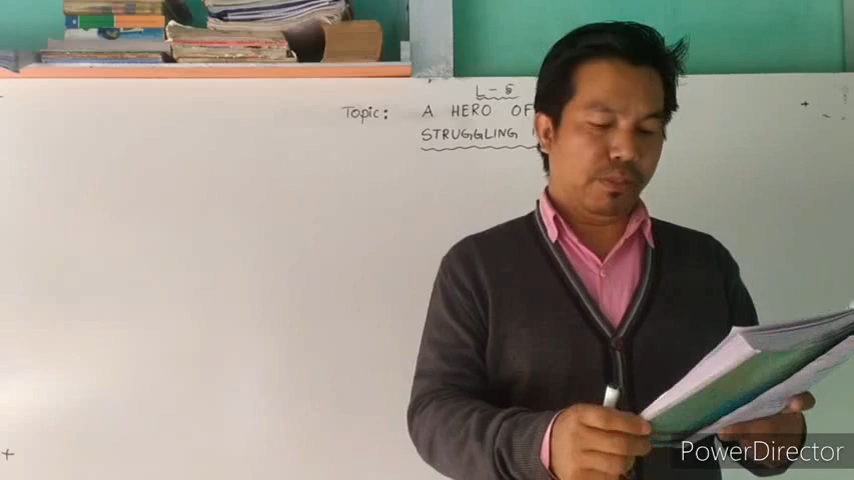 L - 5
Topic: A HERO OF
STRUGGLING
PowerDirector